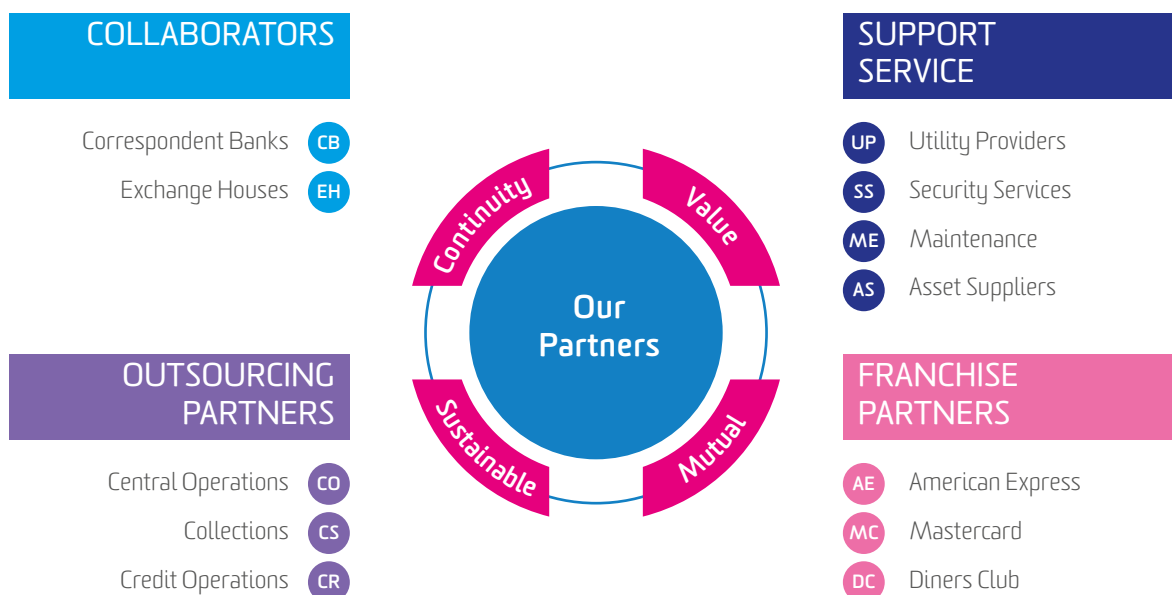 COLLABORATORS
Correspondent Banks CB
Exchange Houses EH
SUPPORT
SERVICE
UP Utility Providers
SS Security Services
ME Maintenance
AS Asset Suppliers
Continuity
Value
Our
Partners
Sustainable
Mutual
OUTSOURCING
PARTNERS
Central Operations CO
Collections CS
Credit Operations CR
FRANCHISE
PARTNERS
AE American Express
MC Mastercard
DC Diners Club